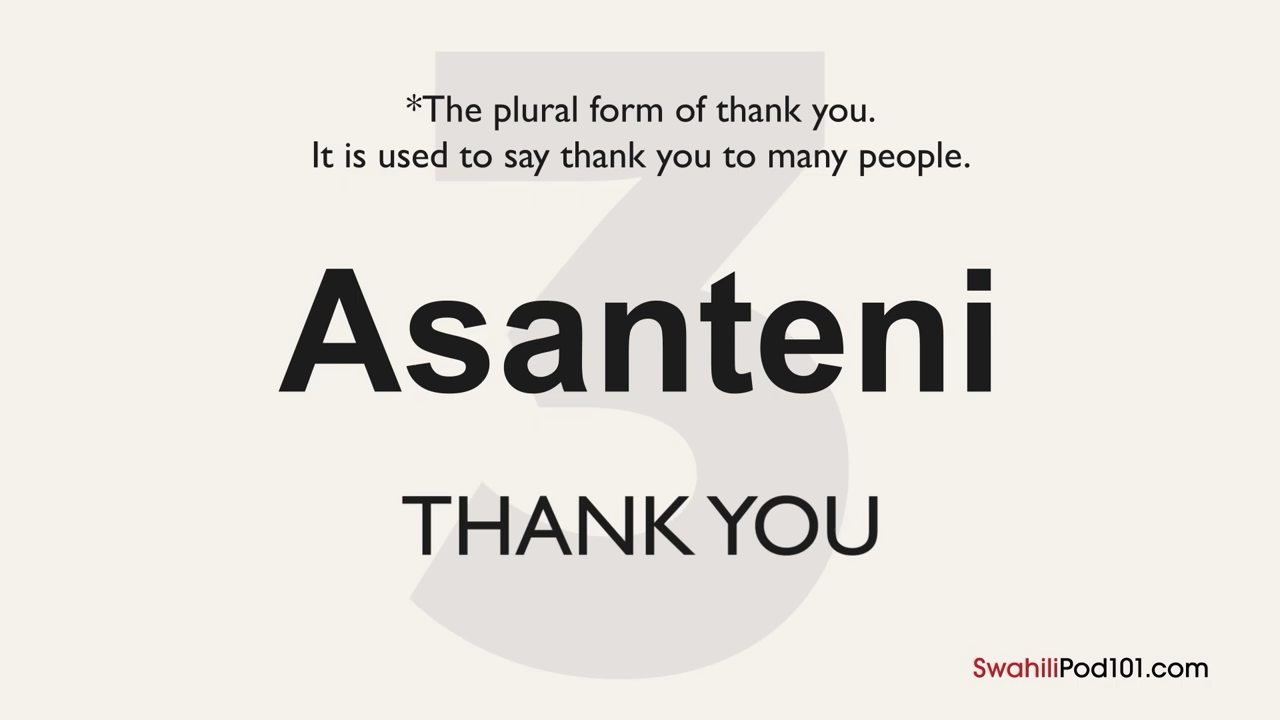 3
*The plural form of thank you.
It is used to say thank you to many people.
Asanteni
THANK YOU
SwahiliPod101.com